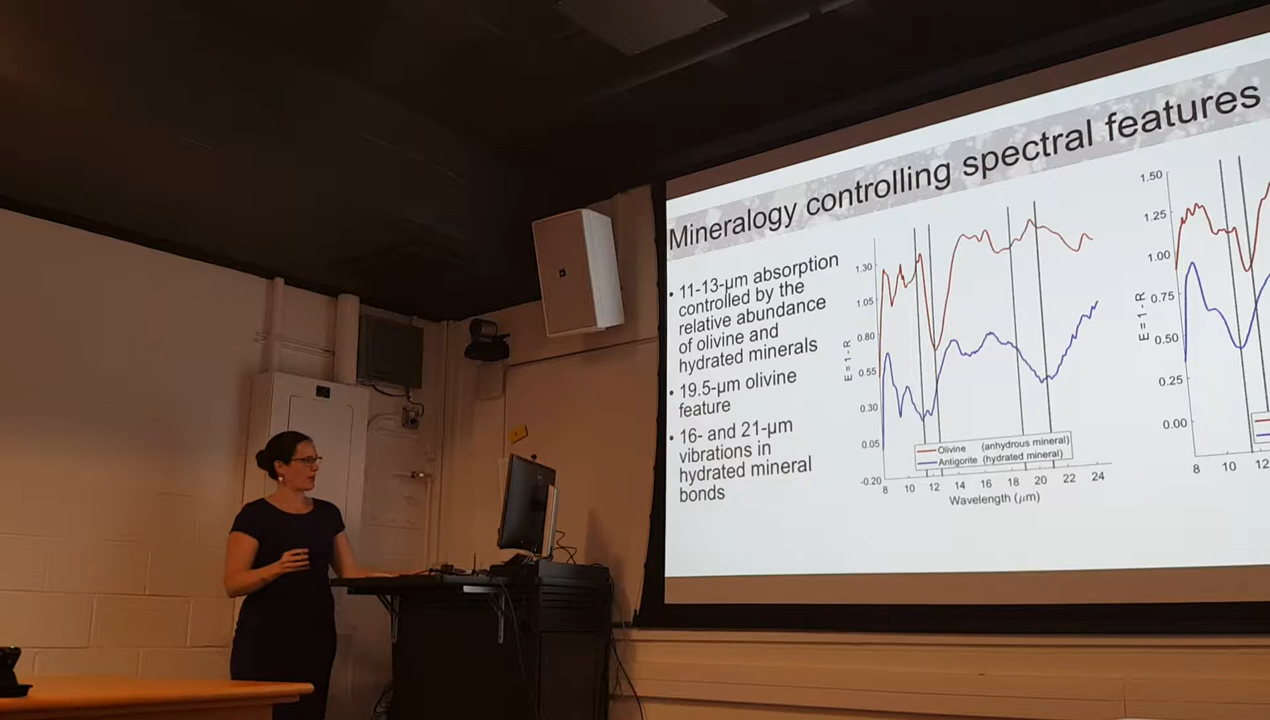 Mineralogy controlling spectral features
• 11-13-μm absorption
controlled by the
relative abundance
of olivine and
hydrated minerals
• 19.5-μm olivine
feature
• 16- and 21-μm
vibrations in
hydrated mineral
bonds
E = 1 - R
1.30
1.05
0.80
0.55
0.30
0.05
-0.20
Olivine (anhydrous mineral)
Antigorite (hydrated mineral)
8 10 12 14 16 18 20 22 24
Wavelength (μm)
E = 1 - R
1.50
1.25
1.00
0.75
0.50
0.25
0.00
8 10 12